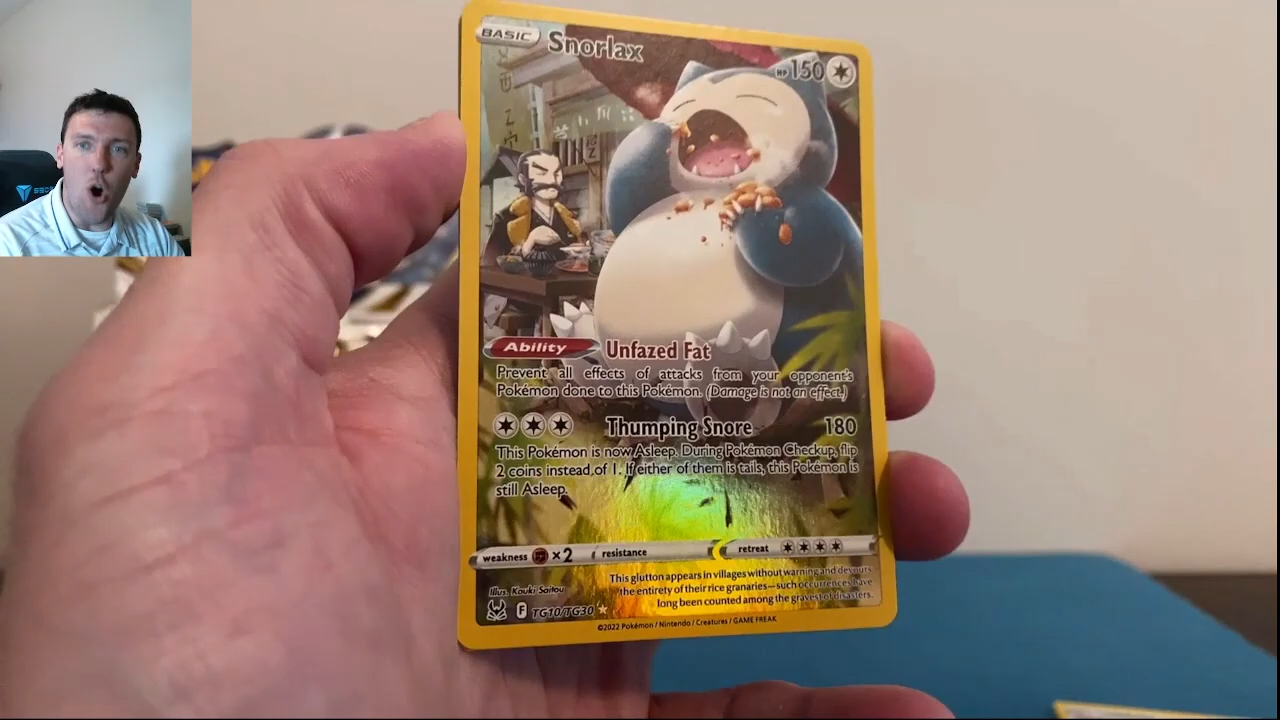 BASIC Snorlax HP 150
Ability Unfazed Fat
Prevent all effects of attacks from your opponent's
Pokémon done to this Pokémon. (Damage is not an effect.)
Thumping Snore 180
This Pokémon is now Asleep. During Pokémon Checkup, flip
2 coins instead of 1. If either of them is tails, this Pokémon is
still Asleep.
weakness ×2 resistance retreat
This glutton appears in villages without warning and devours
the entirety of their rice granaries—such occurrences have
long been counted among the gravest of disasters.
Illus. Kouki Saitou
F TG10/TG30
©2022 Pokémon / Nintendo / Creatures / GAME FREAK